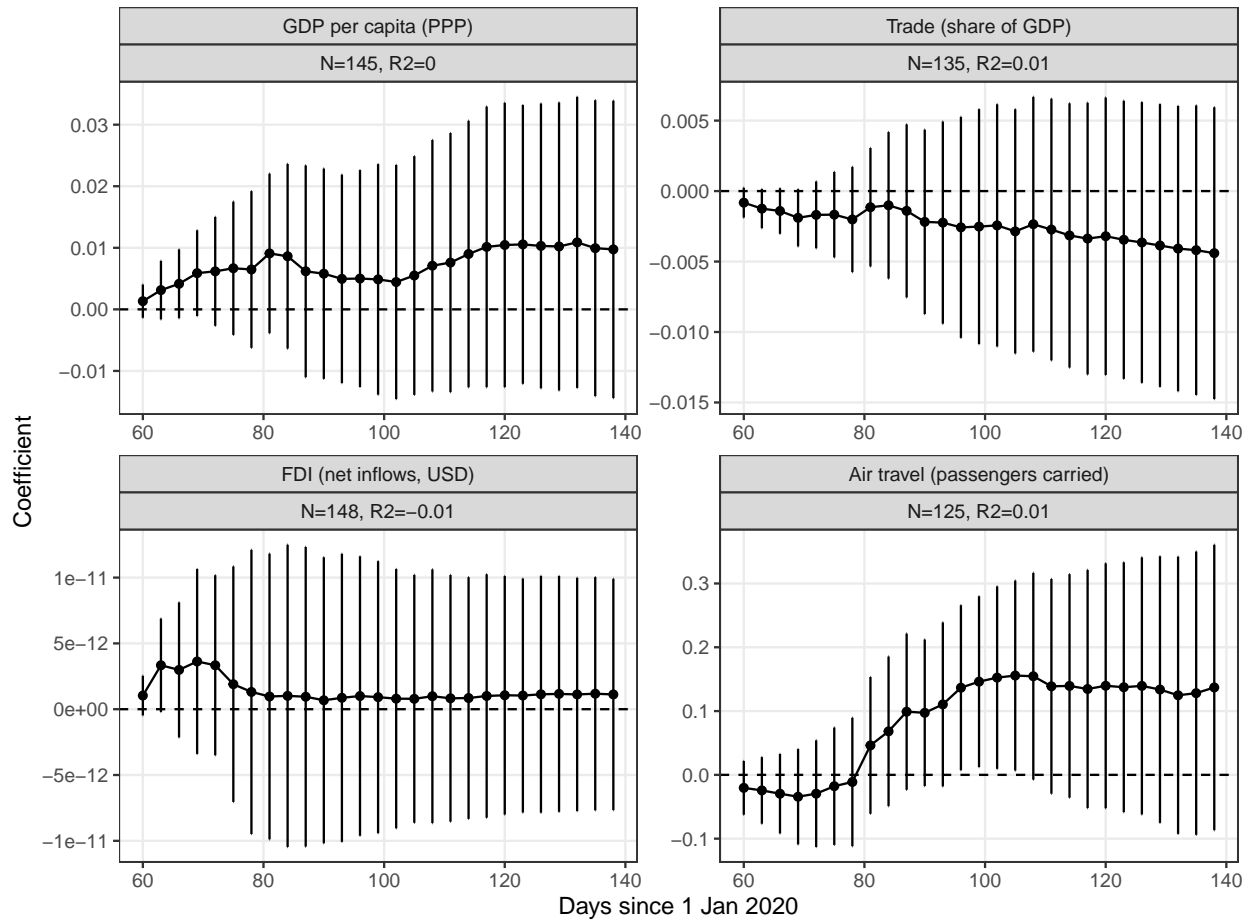 GDP per capita (PPP)
N=145, R2=0
0.03
0.02
0.01
0.00
−0.01
60 80 100 120 140
Trade (share of GDP)
N=135, R2=0.01
0.005
0.000
−0.005
−0.010
−0.015
60 80 100 120 140
FDI (net inflows, USD)
N=148, R2=−0.01
1e−11
5e−12
0e+00
−5e−12
−1e−11
60 80 100 120 140
Air travel (passengers carried)
N=125, R2=0.01
0.3
0.2
0.1
0.0
−0.1
60 80 100 120 140
Coefficient
Days since 1 Jan 2020